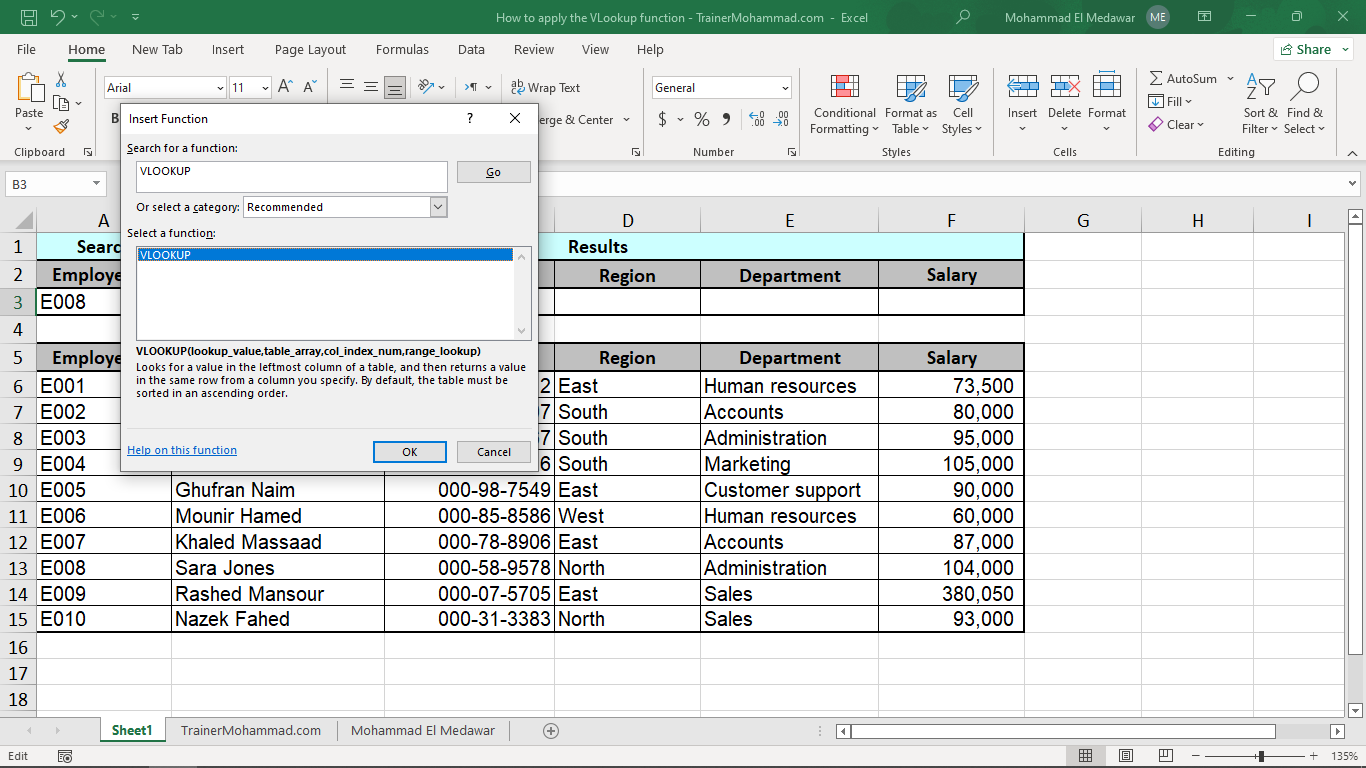 How to apply the VLookup function - TrainerMohammad.com - Excel
Mohammad El Medawar ME
File Home New Tab Insert Page Layout Formulas Data Review View Help Share
Paste
Clipboard
Arial 11
B
Wrap Text
erge & Center
General
$ % 9
Number
Conditional Formatting
Format as Table
Cell Styles
Styles
Insert Delete Format
Cells
AutoSum
Fill
Clear
Sort & Filter
Find & Select
Editing
B3
Insert Function ?
Search for a function:
VLOOKUP
Go
Or select a category: Recommended
Select a function:
VLOOKUP
VLOOKUP(lookup_value,table_array,col_index_num,range_lookup)
Looks for a value in the leftmost column of a table, and then returns a value
in the same row from a column you specify. By default, the table must be
sorted in an ascending order.
Help on this function
OK Cancel
A D E F G H I
1 Searc Results
2 Employe Region Department Salary
3 E008
4
5 Employe Region Department Salary
6 E001 2 East Human resources 73,500
7 E002 7 South Accounts 80,000
8 E003 7 South Administration 95,000
9 E004 6 South Marketing 105,000
10 E005 Ghufran Naim 000-98-7549 East Customer support 90,000
11 E006 Mounir Hamed 000-85-8586 West Human resources 60,000
12 E007 Khaled Massaad 000-78-8906 East Accounts 87,000
13 E008 Sara Jones 000-58-9578 North Administration 104,000
14 E009 Rashed Mansour 000-07-5705 East Sales 380,050
15 E010 Nazek Fahed 000-31-3383 North Sales 93,000
16
17
18
Sheet1 TrainerMohammad.com Mohammad El Medawar
Edit 135%